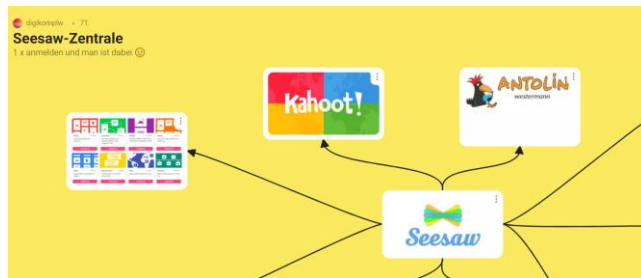 digikomplw • 7T.
Seesaw-Zentrale
1 x anmelden und man ist dabei 🙂
Kahoot!
ANTOLIN
westermann
Seesaw